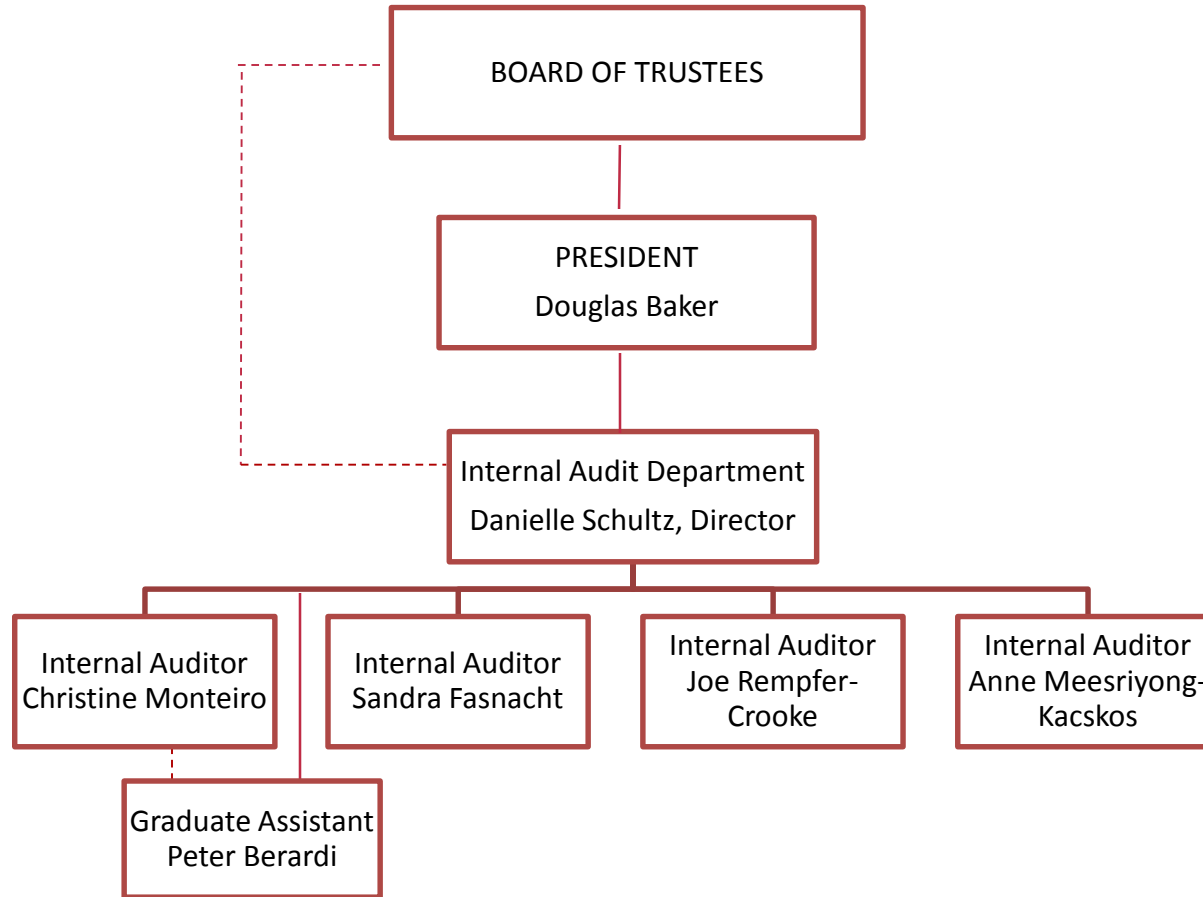 BOARD OF TRUSTEES
PRESIDENT
Douglas Baker
Internal Audit Department
Danielle Schultz, Director
Internal Auditor
Christine Monteiro
Internal Auditor
Sandra Fasnacht
Internal Auditor
Joe Rempfer-
Crooke
Internal Auditor
Anne Meesriyong-
Kacskos
Graduate Assistant
Peter Berardi